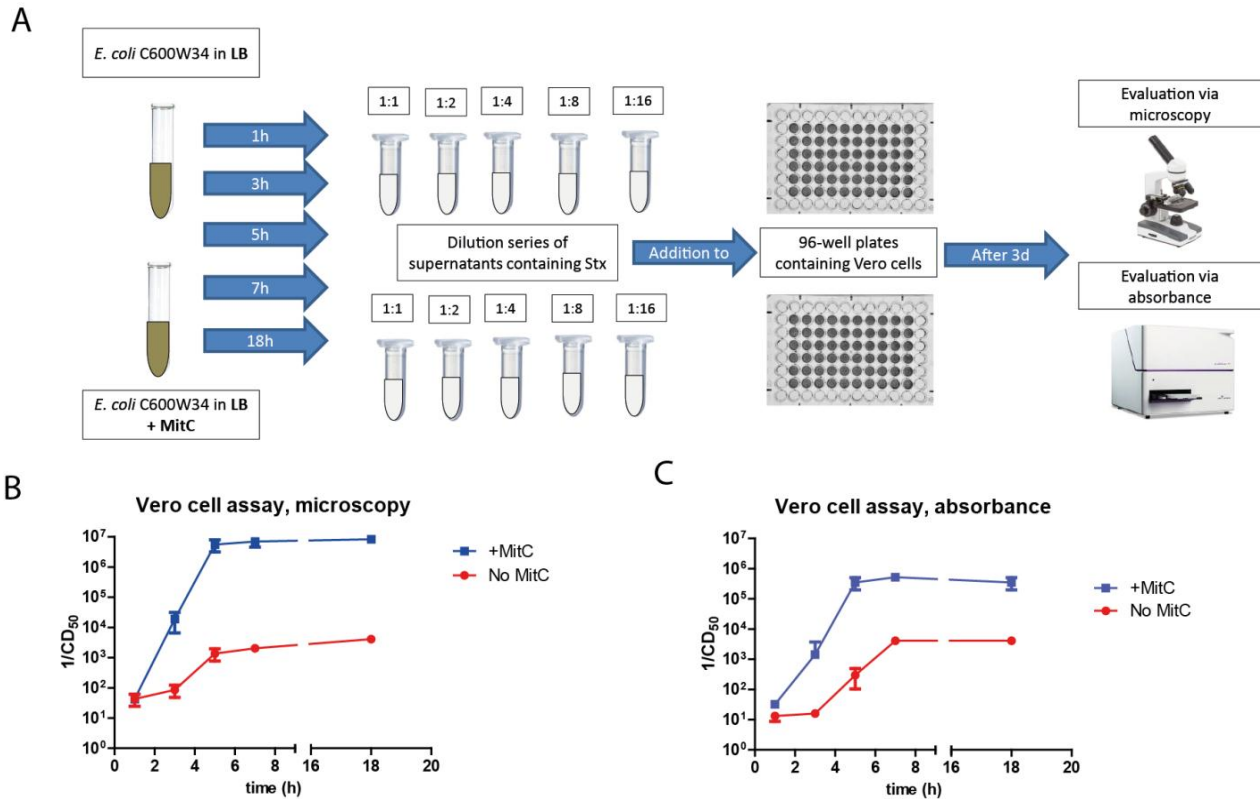 A
E. coli C600W34 in LB
1h
3h
5h
7h
18h
E. coli C600W34 in LB
+ MitC
1:1
1:2
1:4
1:8
1:16
Dilution series of
supernatants containing Stx
1:1
1:2
1:4
1:8
1:16
Addition to
96-well plates
containing Vero cells
After 3d
Evaluation via
microscopy
Evaluation via
absorbance
B
Vero cell assay, microscopy
1/CD₅₀
10⁷
10⁶
10⁵
10⁴
10³
10²
10¹
10⁰
0 2 4 6 8 16 18 20
time (h)
+MitC
No MitC
C
Vero cell assay, absorbance
1/CD₅₀
10⁷
10⁶
10⁵
10⁴
10³
10²
10¹
10⁰
0 2 4 6 8 16 18 20
time (h)
+MitC
No MitC